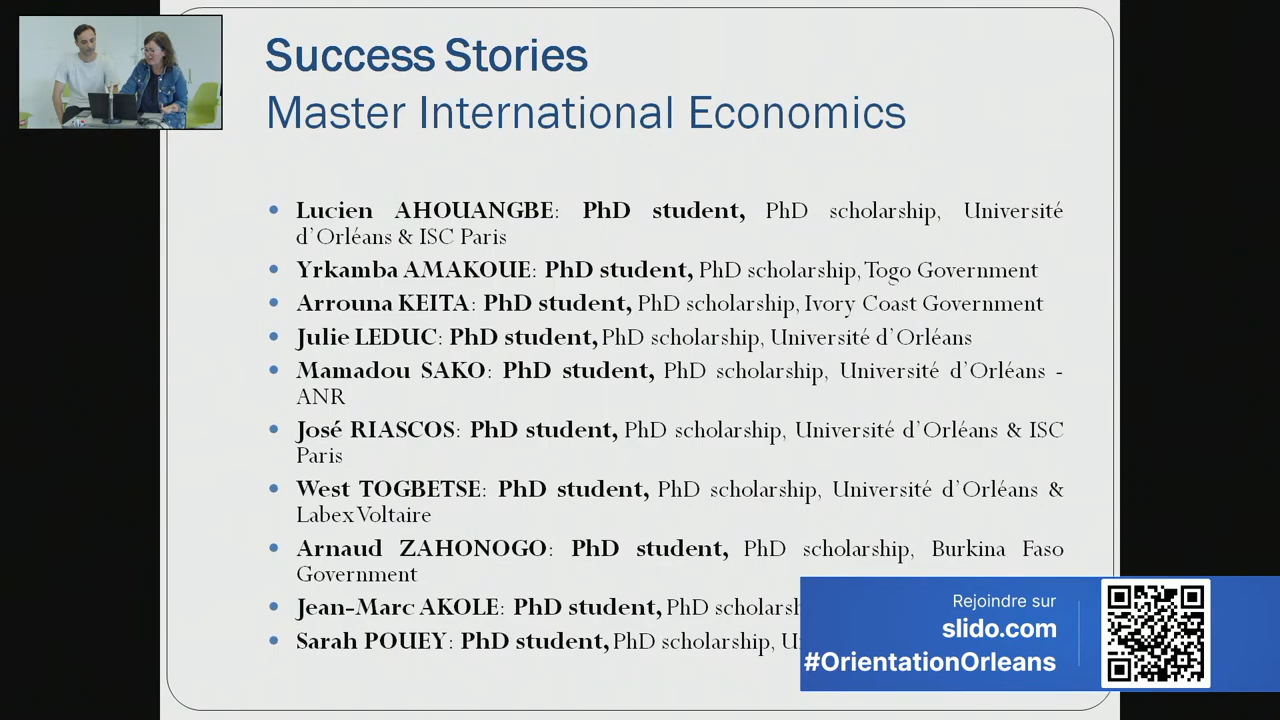 Success Stories
Master International Economics
• Lucien AHOUANGBE: PhD student, PhD scholarship, Université
d’Orléans & ISC Paris
• Yrkamba AMAKOUE: PhD student, PhD scholarship, Togo Government
• Arrouna KEITA: PhD student, PhD scholarship, Ivory Coast Government
• Julie LEDUC: PhD student, PhD scholarship, Université d’Orléans
• Mamadou SAKO: PhD student, PhD scholarship, Université d’Orléans -
ANR
• José RIASCOS: PhD student, PhD scholarship, Université d’Orléans & ISC
Paris
• West TOGBETSE: PhD student, PhD scholarship, Université d’Orléans &
Labex Voltaire
• Arnaud ZAHONOGO: PhD student, PhD scholarship, Burkina Faso
Government
• Jean-Marc AKOLE: PhD student, PhD
• Sarah POUEY: PhD student, PhD scholarship,
Rejoindre sur
slido.com
#OrientationOrleans